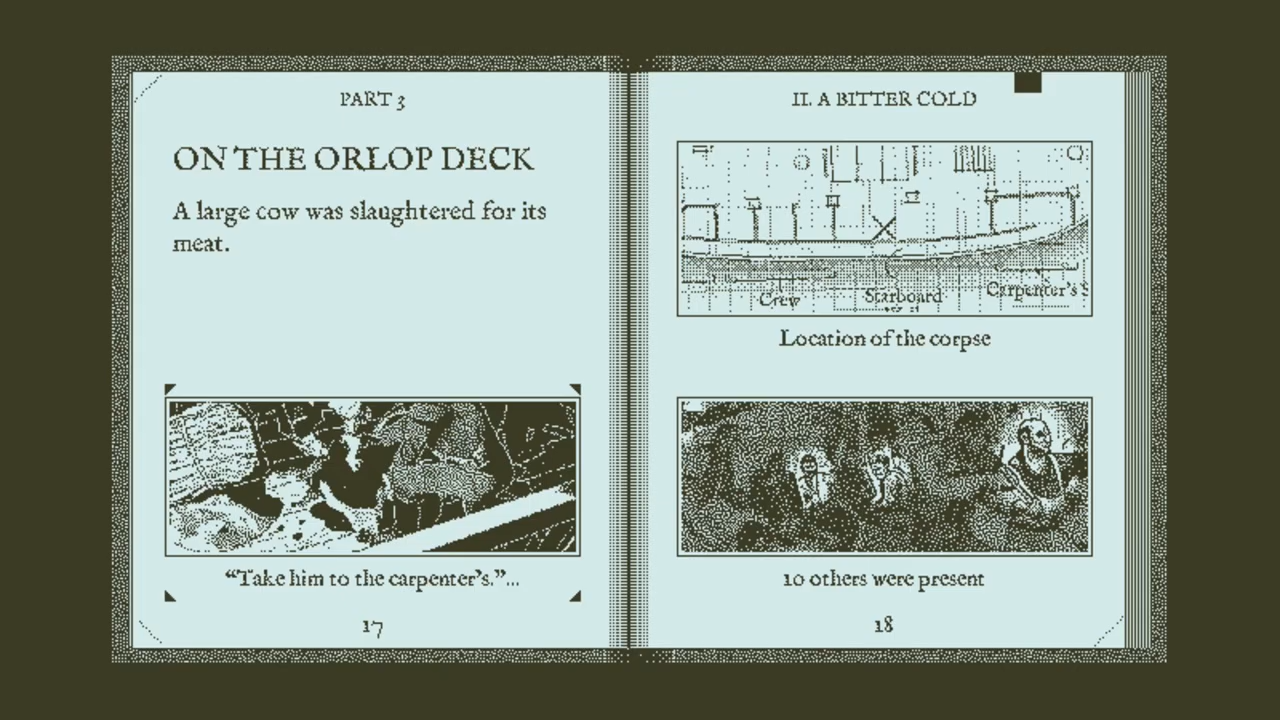 PART 3
ON THE ORLOP DECK
A large cow was slaughtered for its
meat.
"Take him to the carpenter's."...
17
II. A BITTER COLD
Crew
Starboard
Carpenter's
Location of the corpse
10 others were present
18